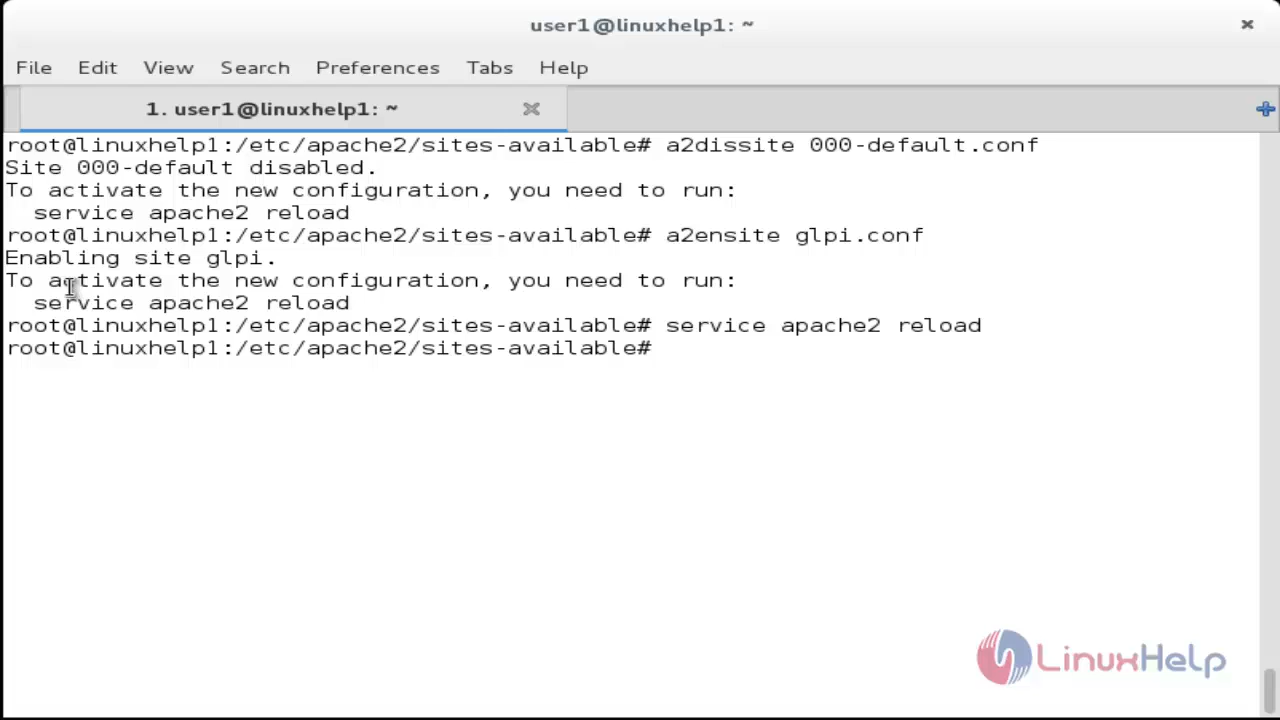 user1@linuxhelp1: ~
File Edit View Search Preferences Tabs Help
1. user1@linuxhelp1: ~
root@linuxhelp1:/etc/apache2/sites-available# a2dissite 000-default.conf
Site 000-default disabled.
To activate the new configuration, you need to run:
  service apache2 reload
root@linuxhelp1:/etc/apache2/sites-available# a2ensite glpi.conf
Enabling site glpi.
To activate the new configuration, you need to run:
  service apache2 reload
root@linuxhelp1:/etc/apache2/sites-available# service apache2 reload
root@linuxhelp1:/etc/apache2/sites-available#
LinuxHelp